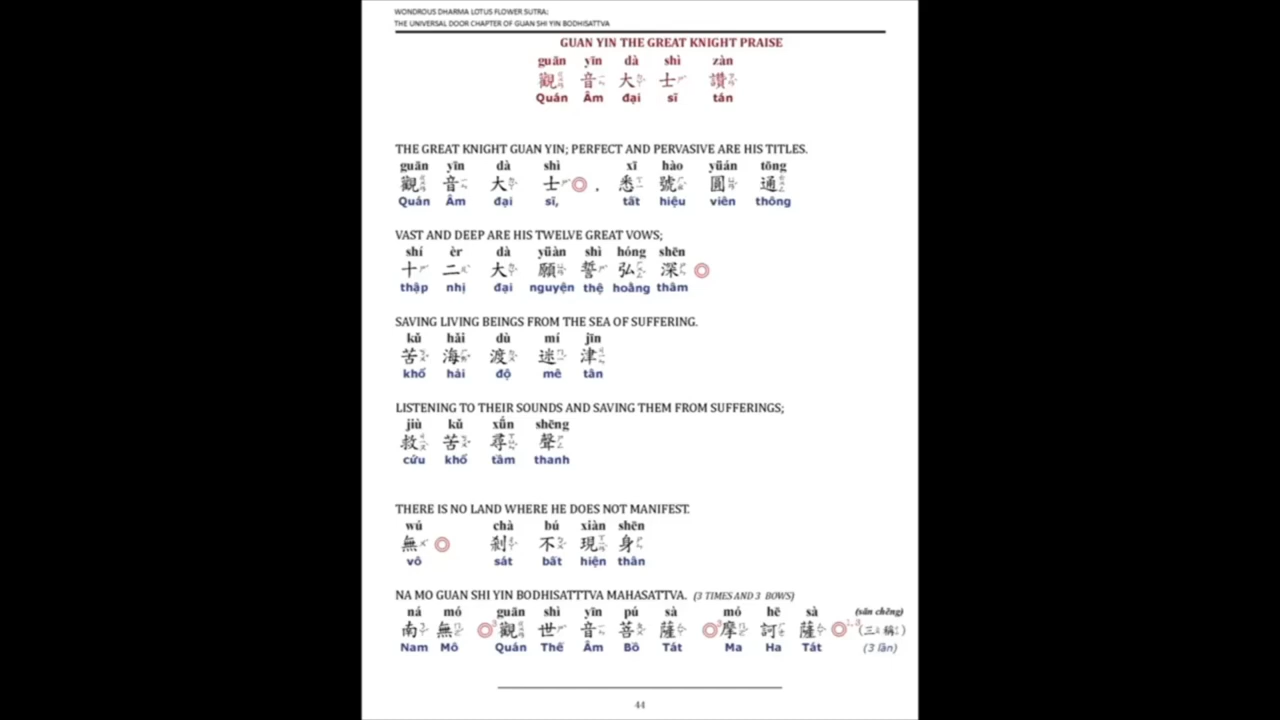 WONDROUS DHARMA LOTUS FLOWER SUTRA:
THE UNIVERSAL DOOR CHAPTER OF GUAN SHI YIN BODHISATTVA
GUAN YIN THE GREAT KNIGHT PRAISE
guān yīn dà shì zàn
觀 音 大 士 讚
Quán Âm đại sĩ tán
THE GREAT KNIGHT GUAN YIN; PERFECT AND PERVASIVE ARE HIS TITLES.
guān yīn dà shì xī hào yüán tōng
觀 音 大 士 , 悉 號 圓 通
Quán Âm đại sĩ, tất hiệu viên thông
VAST AND DEEP ARE HIS TWELVE GREAT VOWS;
shí èr dà yüàn shì hóng shēn
十 二 大 願 誓 弘 深
thập nhị đại nguyện thệ hoằng thâm
SAVING LIVING BEINGS FROM THE SEA OF SUFFERING.
kǔ hǎi dù mí jīn
苦 海 渡 迷 津
khổ hải độ mê tân
LISTENING TO THEIR SOUNDS AND SAVING THEM FROM SUFFERINGS;
jiù kǔ xǘn shēng
救 苦 尋 聲
cứu khổ tầm thanh
THERE IS NO LAND WHERE HE DOES NOT MANIFEST.
wú chà bú xiàn shēn
無 剎 不 現 身
vô sát bất hiện thân
NA MO GUAN SHI YIN BODHISATTTVA MAHASATTVA. (3 TIMES AND 3 BOWS)
ná mó guān shì yīn pú sà mó hē sà (sān chēng)
南 無 觀 世 音 菩 薩 摩 訶 薩 (三 稱)
Nam Mô Quán Thế Âm Bồ Tát Ma Ha Tát (3 lần)
44